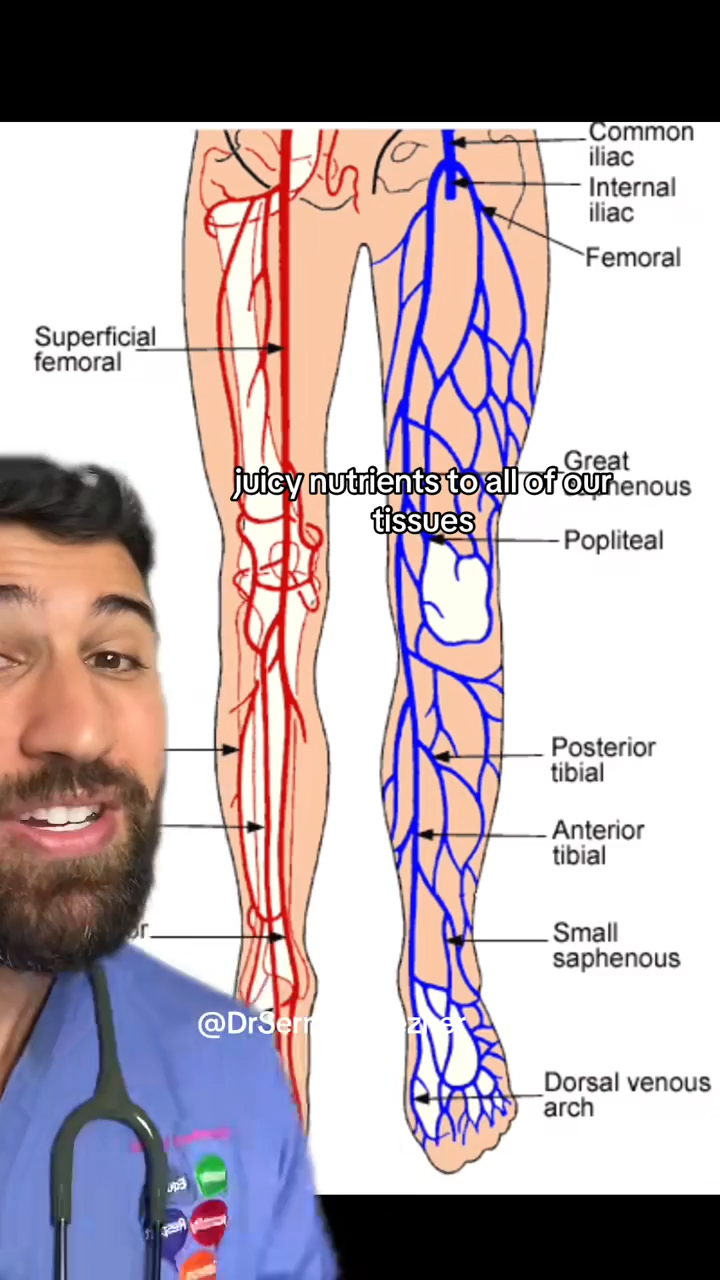 Common
iliac
Internal
iliac
Femoral
Superficial
femoral
Great
saphenous
juicy nutrients to all of our
tissues
Popliteal
Posterior
tibial
Anterior
tibial
Small
saphenous
Dorsal venous
arch